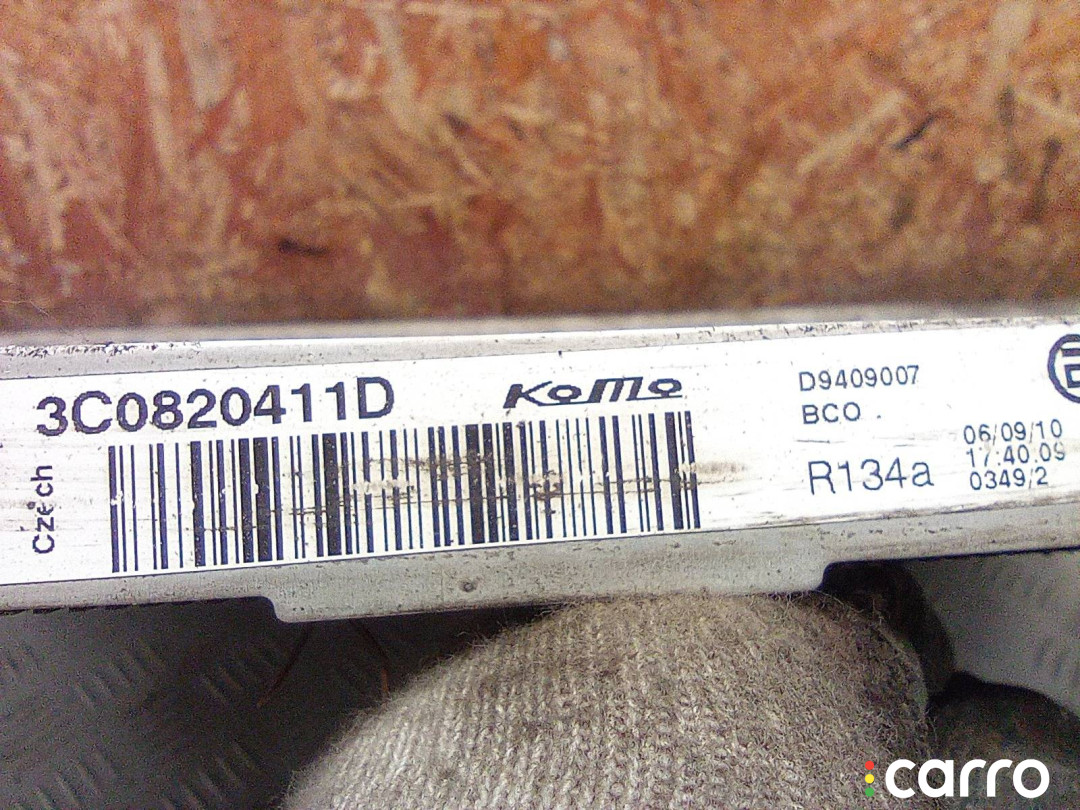 3C0820411D
KoMo
Czech
D9409007
BCO
R134a
06/09/10
17:40.09
0349/2
carro